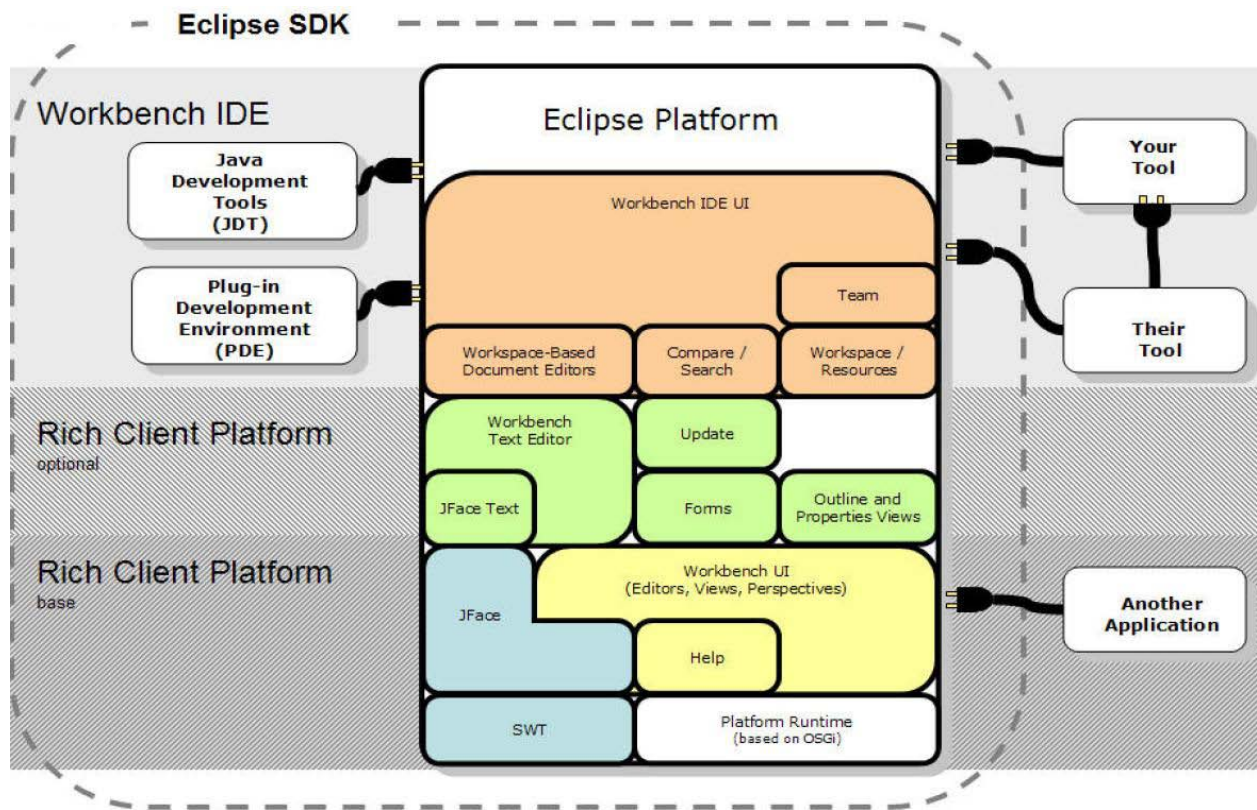 Eclipse SDK
Workbench IDE
Eclipse Platform
Java
Development
Tools
(JDT)
Your
Tool
Workbench IDE UI
Plug-in
Development
Environment
(PDE)
Team
Their
Tool
Workspace-Based
Document Editors
Compare /
Search
Workspace /
Resources
Rich Client Platform
optional
Workbench
Text Editor
Update
JFace Text
Forms
Outline and
Properties Views
Rich Client Platform
base
Workbench UI
(Editors, Views, Perspectives)
JFace
Help
Another
Application
SWT
Platform Runtime
(based on OSGi)